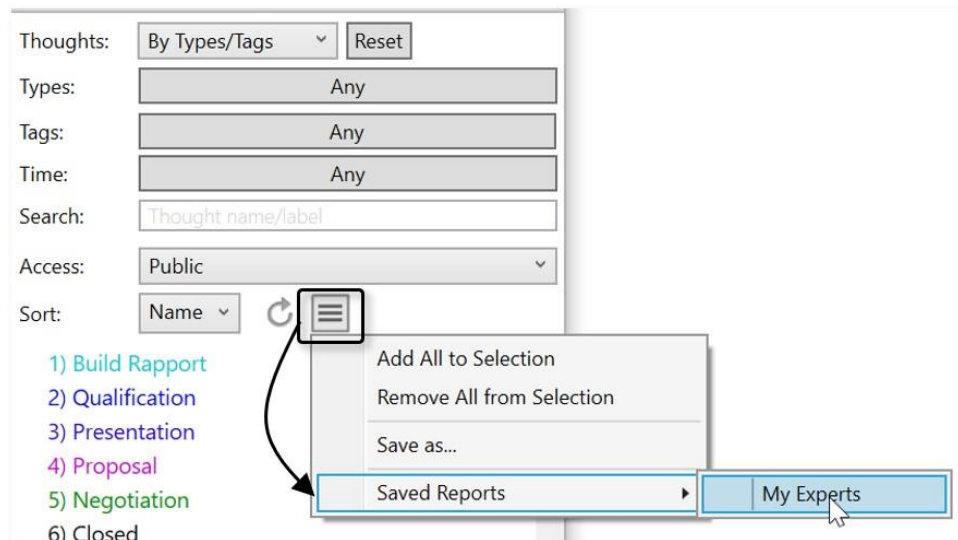 Thoughts: By Types/Tags Reset
Types: Any
Tags: Any
Time: Any
Search: Thought name/label
Access: Public
Sort: Name
1) Build Rapport
2) Qualification
3) Presentation
4) Proposal
5) Negotiation
6) Closed
Add All to Selection
Remove All from Selection
Save as...
Saved Reports
My Experts